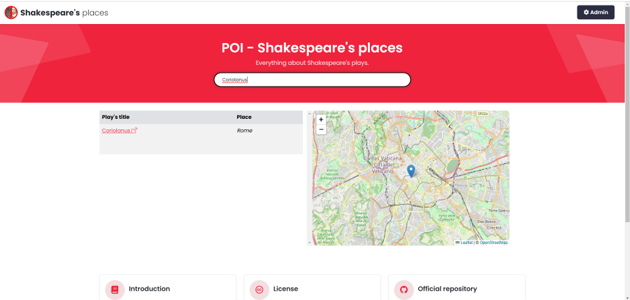 Shakespeare's places
Admin
POI - Shakespeare's places
Everything about Shakespeare's plays.
Coriolanus
Play's title Place
Coriolanus Rome
+
−
Leaflet | © OpenStreetMap
Introduction License Official repository